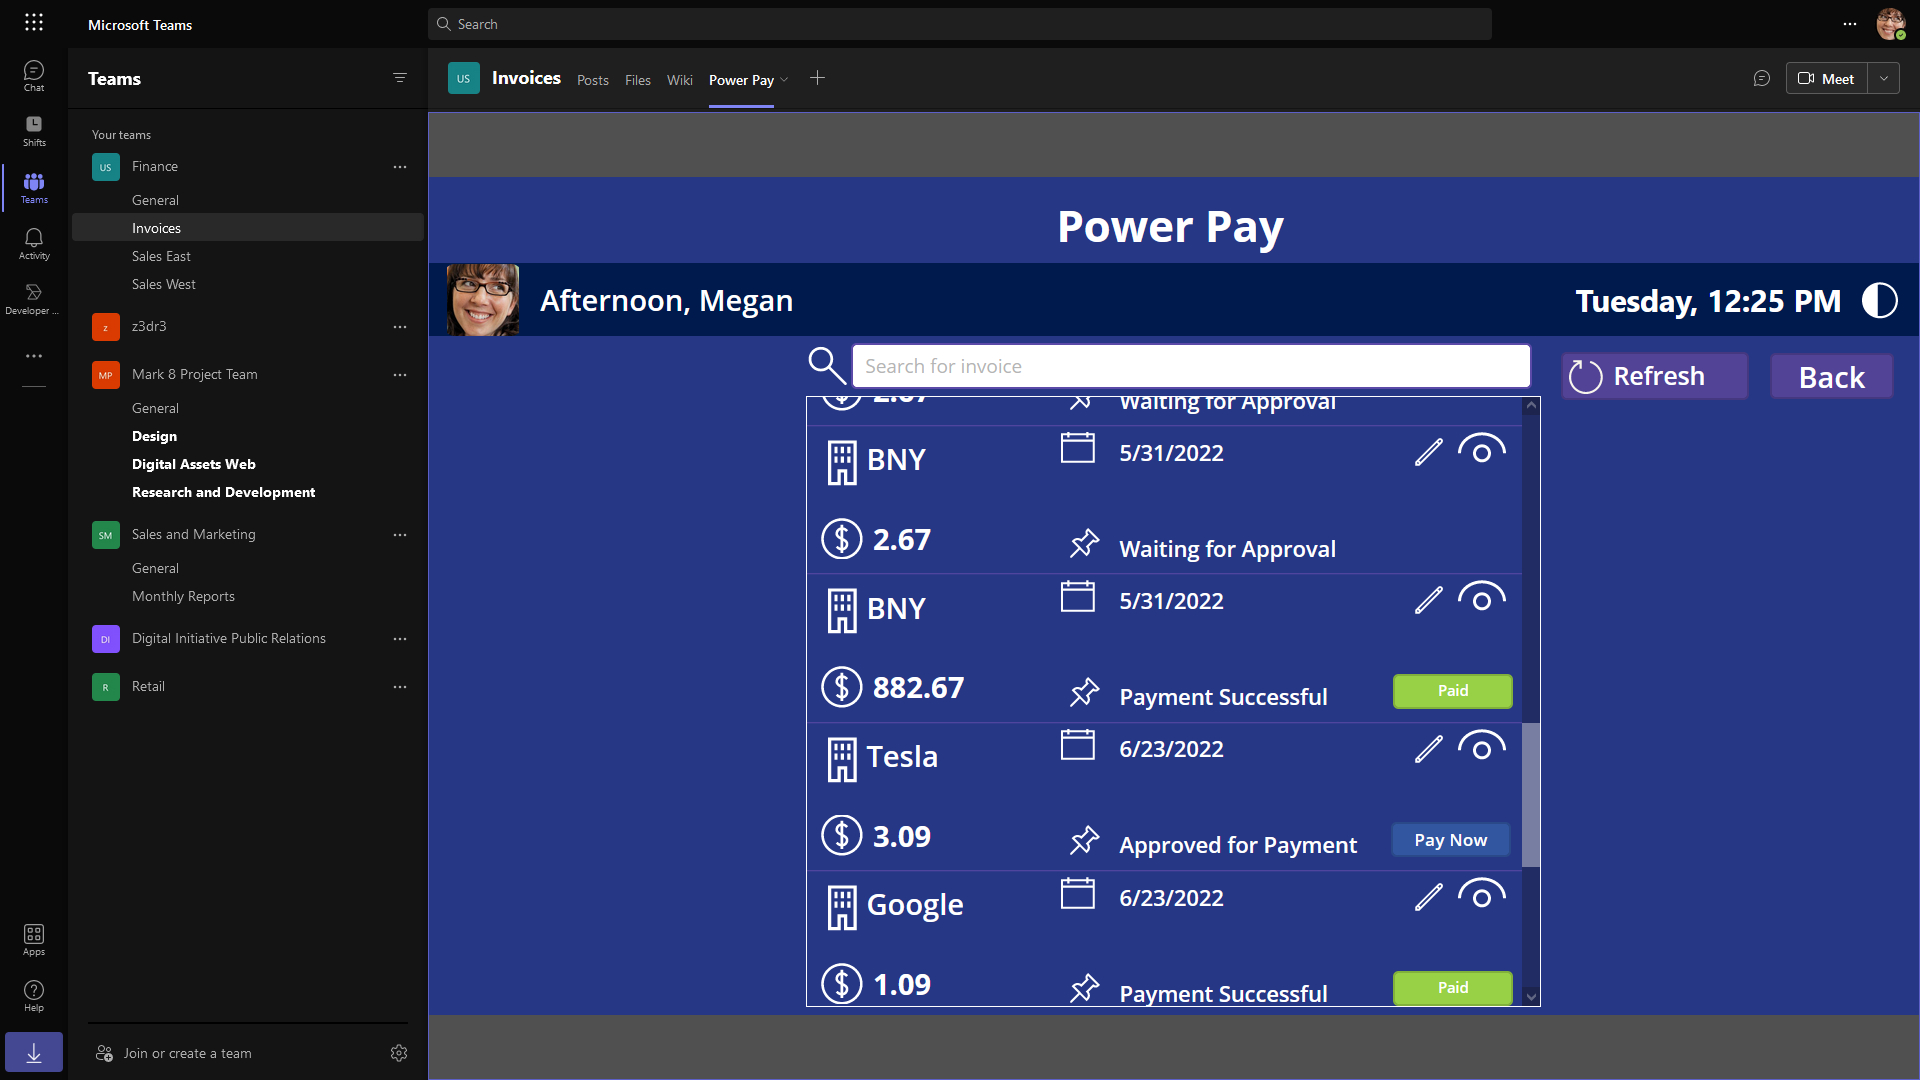 Microsoft Teams
Search
Chat
Shifts
Teams
Activity
Developer ...
Apps
Help
Teams
Your teams
US Finance
General
Invoices
Sales East
Sales West
z z3dr3
MP Mark 8 Project Team
General
Design
Digital Assets Web
Research and Development
SM Sales and Marketing
General
Monthly Reports
DI Digital Initiative Public Relations
R Retail
Join or create a team
US Invoices Posts Files Wiki Power Pay
Meet
Power Pay
Afternoon, Megan
Tuesday, 12:25 PM
Search for invoice
Refresh
Back
2.67 Waiting for Approval
BNY 5/31/2022
$ 2.67 Waiting for Approval
BNY 5/31/2022
$ 882.67 Payment Successful Paid
Tesla 6/23/2022
$ 3.09 Approved for Payment Pay Now
Google 6/23/2022
$ 1.09 Payment Successful Paid